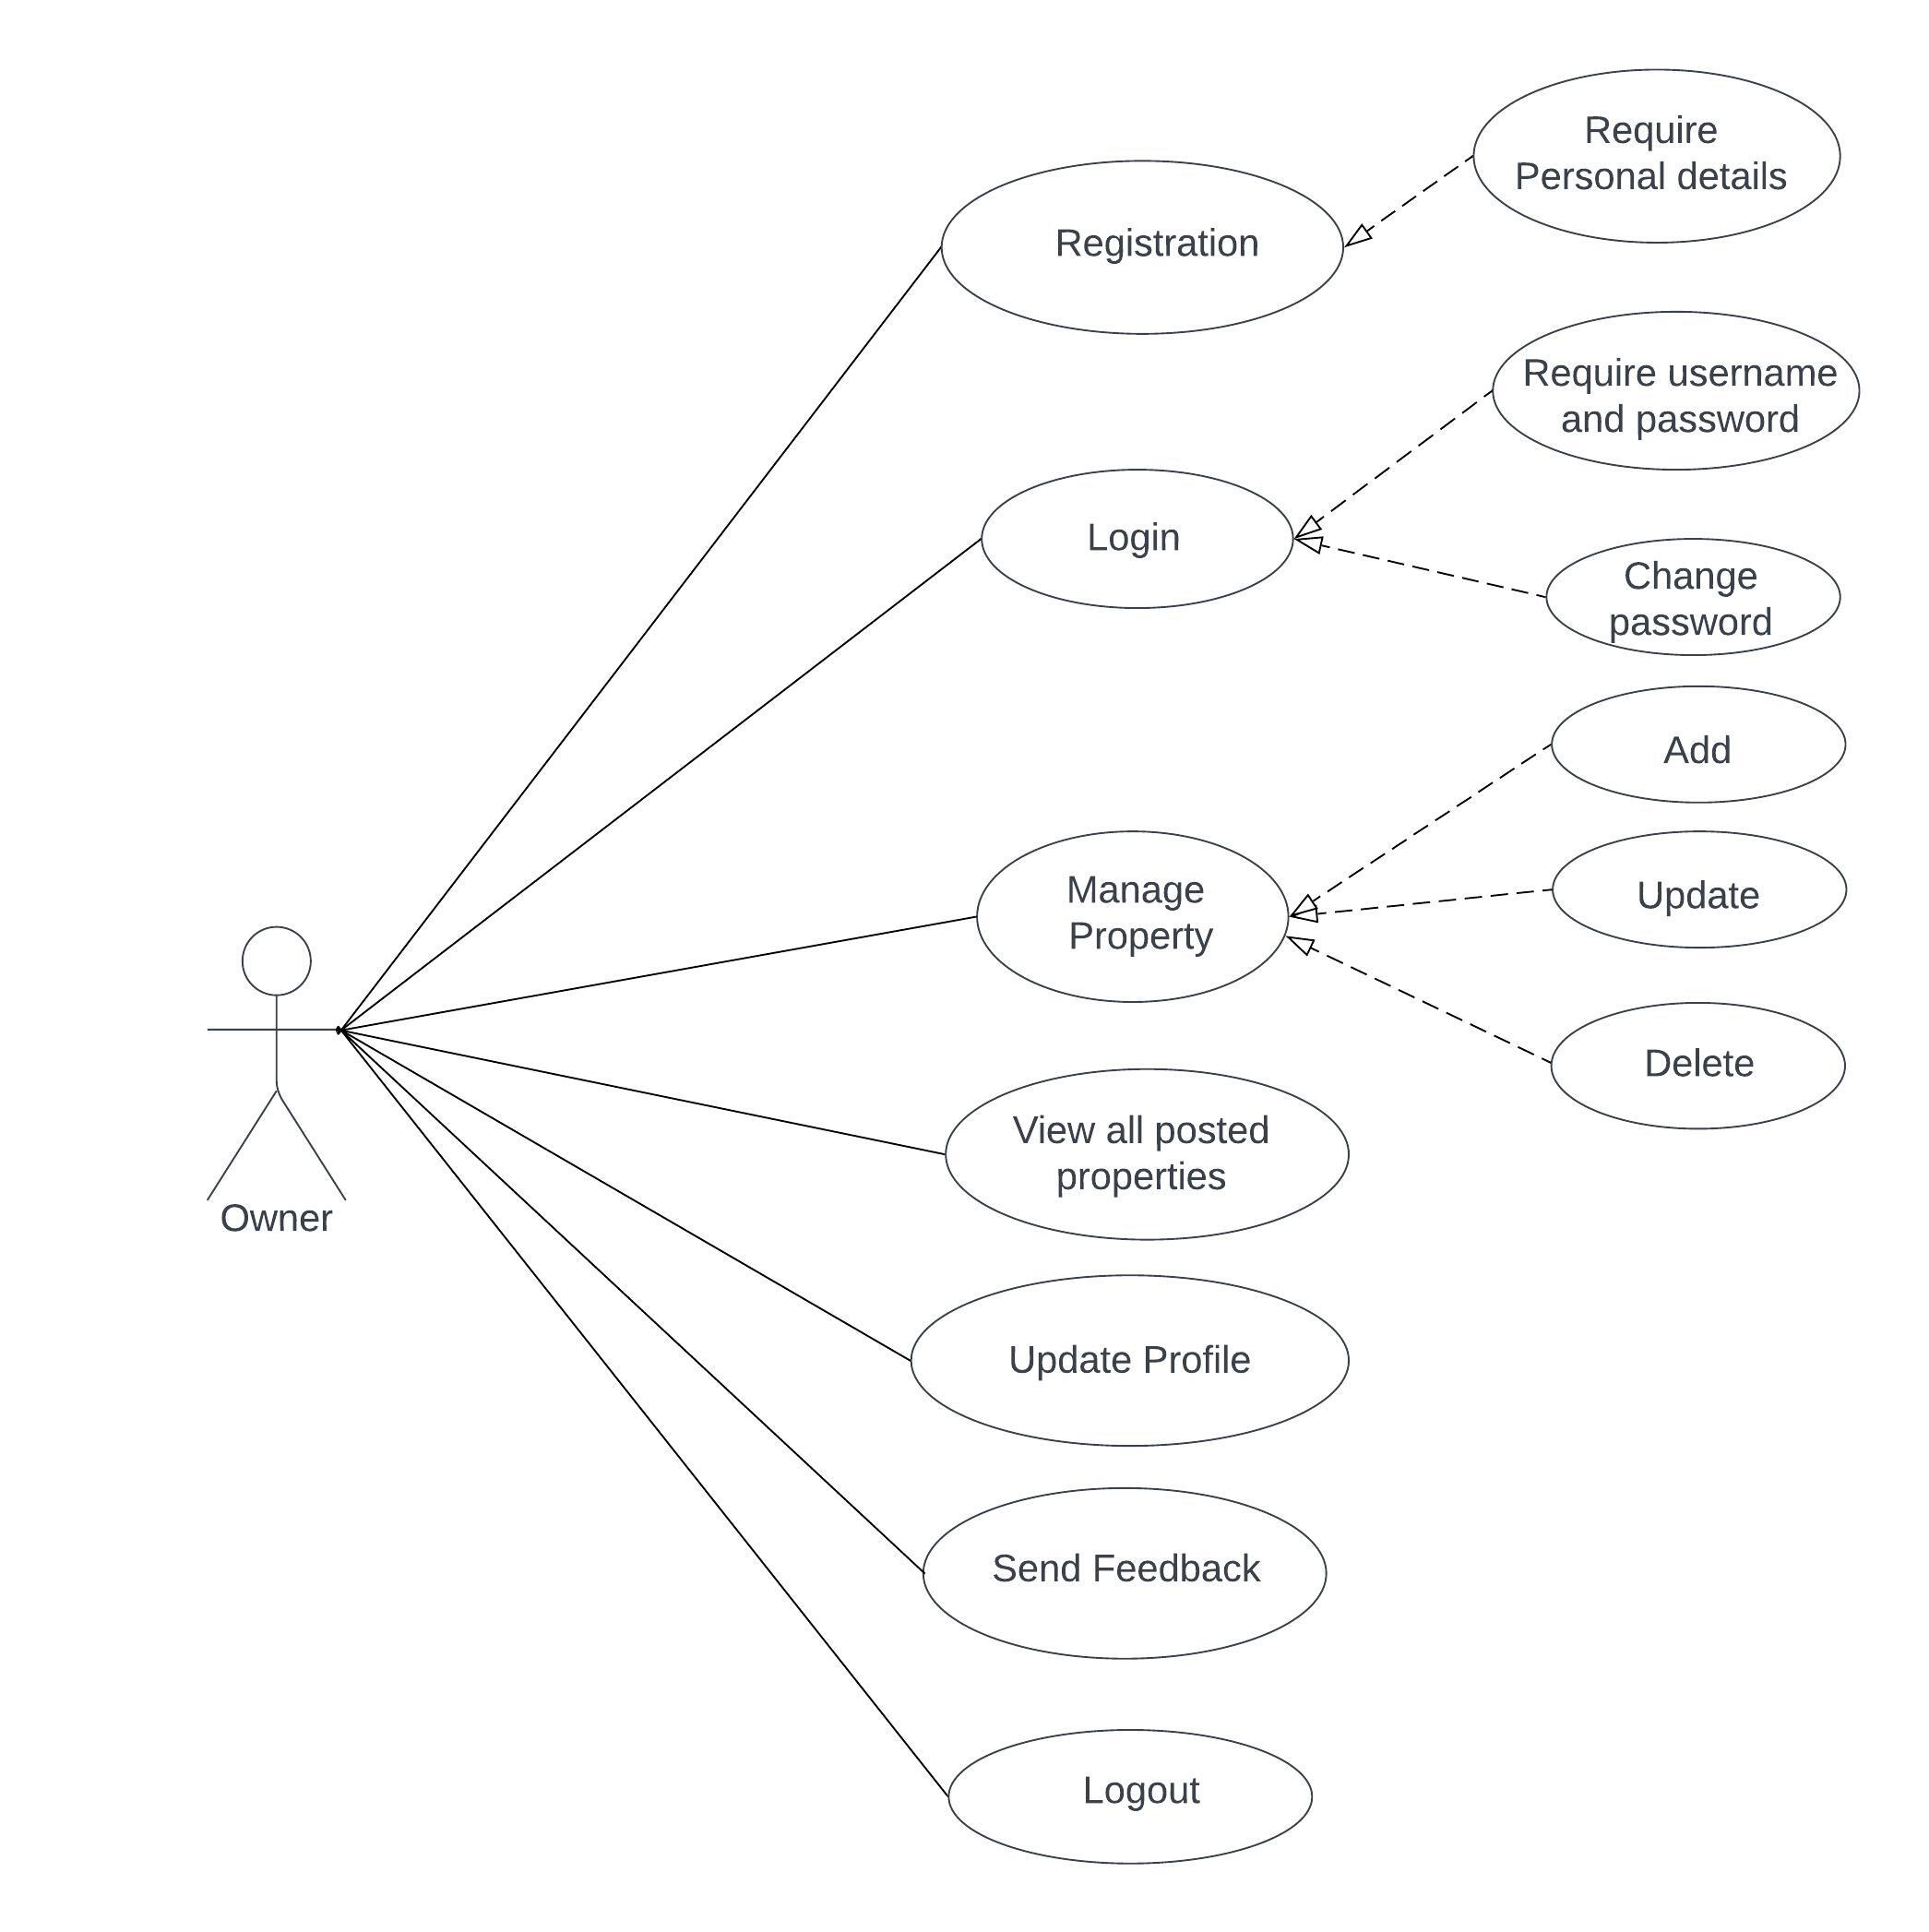 Require
Personal details
Registration
Require username
and password
Login
Change
password
Add
Manage
Property
Update
Delete
View all posted
properties
Owner
Update Profile
Send Feedback
Logout